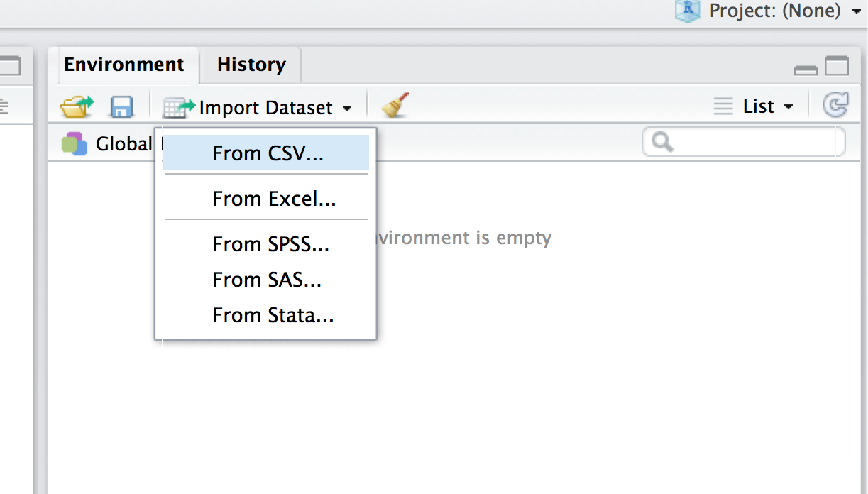 Project: (None)
Environment History
Import Dataset List
Global
From CSV...
From Excel...
vironment is empty
From SPSS...
From SAS...
From Stata...